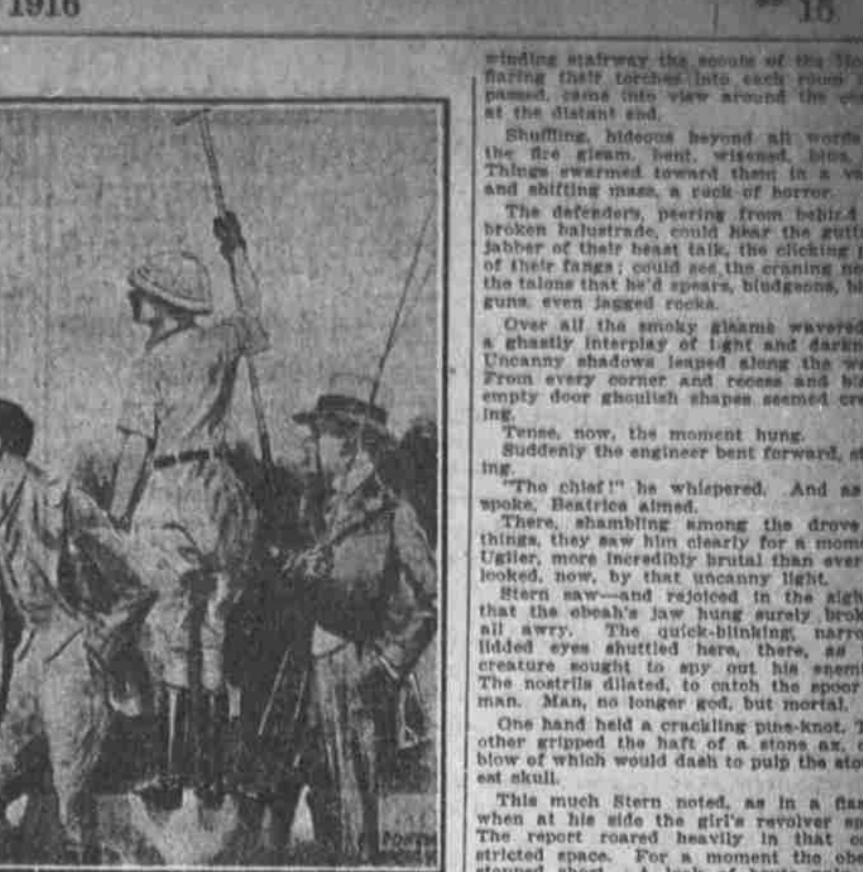 1916
15
winding stairway the scouts of the
flaring their torches into each room
passed, came into view around the
at the distant end.
Shuffling, hideous beyond all words
the fire gleam, bent, wizened, blue,
Things swarmed toward them in a
and shifting mass, a ruck of horror.
The defenders, peering from behind
broken balustrade, could hear the
jabber of their beast talk, the clicking
of their fangs; could see the craning
the talons that he'd spears, bludgeons,
guns, even jagged rocks.
Over all the smoky gleams wavered
a ghastly interplay of light and
Uncanny shadows leaped along the
From every corner and recess and
empty door ghoulish shapes seemed
ing.
Tense, now, the moment hung.
Suddenly the engineer bent forward,
ing.
"The chief!" he whispered. And as
spoke, Beatrice aimed.
There, shambling among the drove
things, they saw him clearly for a
Uglier, more incredibly brutal than ever
looked, now, by that uncanny light.
Stern saw—and rejoiced in the
that the obeah's jaw hung surely
all awry. The quick-blinking,
lidded eyes shuttled here, there, as
creature sought to spy out his
The nostrils dilated, to catch the spoor
man. Man, no longer god, but mortal.
One hand held a crackling pine-knot.
other gripped the haft of a stone ax,
blow of which would dash to pulp the
est skull.
This much Stern noted, as in a
when at his side the girl's revolver
The report roared heavily in that
stricted space. For a moment the